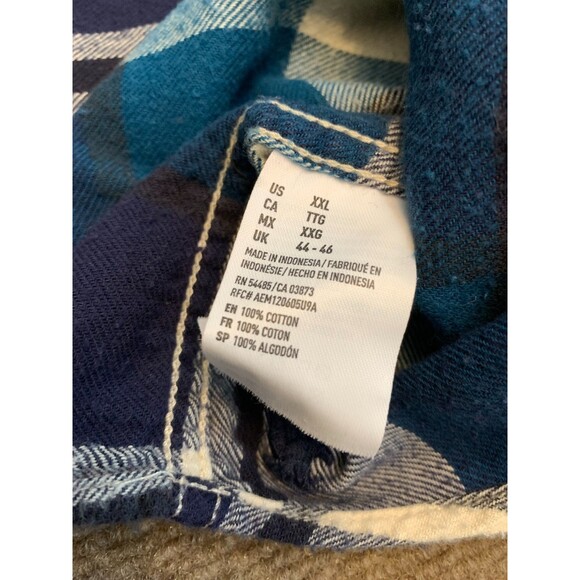 US XXL
CA TTG
MX XXG
UK 44 - 46
MADE IN INDONESIA / FABRIQUÉ EN
INDONÉSIE / HECHO EN INDONESIA
RN 54485/CA 03873
RFC# AEM120605U9A
EN 100% COTTON
FR 100% COTON
SP 100% ALGODÓN